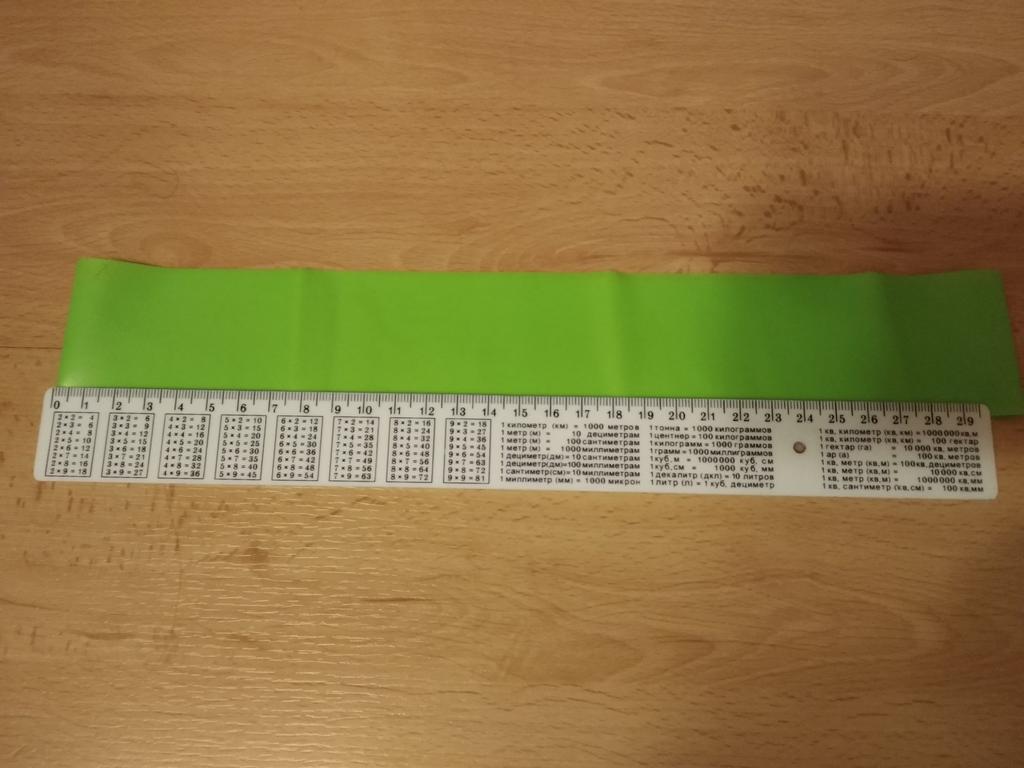 0 1 2 3 4 5 6 7 8 9 10 11 12 13 14 15 16 17 18 19 20 21 22 23 24 25 26 27 28 29
2×2= 4
2×3= 6
2×4= 8
2×5=10
2×6=12
2×7=14
2×8=16
2×9=18
3×2= 6
3×3= 9
3×4=12
3×5=15
3×6=18
3×7=21
3×8=24
3×9=27
4×2= 8
4×3=12
4×4=16
4×5=20
4×6=24
4×7=28
4×8=32
4×9=36
5×2=10
5×3=15
5×4=20
5×5=25
5×6=30
5×7=35
5×8=40
5×9=45
6×2=12
6×3=18
6×4=24
6×5=30
6×6=36
6×7=42
6×8=48
6×9=54
7×2=14
7×3=21
7×4=28
7×5=35
7×6=42
7×7=49
7×8=56
7×9=63
8×2=16
8×3=24
8×4=32
8×5=40
8×6=48
8×7=56
8×8=64
8×9=72
9×2=18
9×3=27
9×4=36
9×5=45
9×6=54
9×7=63
9×8=72
9×9=81
1 километр (км) = 1000 метров
1 метр (м) = 10 дециметрам
1 метр (м) = 100 сантиметрам
1 метр (м) = 1000 миллиметрам
1 дециметр(дм)=10 сантиметрам
1 дециметр(дм)=100 миллиметрам
1 сантиметр(см)=10 миллиметрам
1 миллиметр (мм) = 1000 микрон
1 тонна = 1000 килограммов
1 центнер = 100 килограммов
1 килограмм = 1000 граммов
1 грамм = 1000 миллиграммов
1 куб,м = 1000000 куб, см
1 куб,см = 1000 куб, мм
1 декалитр (дкл) = 10 литров
1 литр (л) = 1 куб, дециметр
1 кв, километр (кв,км) = 1000000 кв,м
1 кв, километр (кв,км) = 100 гектар
1 гектар (га) = 10 000 кв, метров
1 ар (а) = 100 кв, метров
1 кв, метр (кв,м) = 100 кв,дециметров
1 кв, метр (кв,м) = 10 000 кв,см
1 кв, метр (кв,м) = 1000000 кв,мм
1 кв, сантиметр (кв,см) = 100 кв,мм